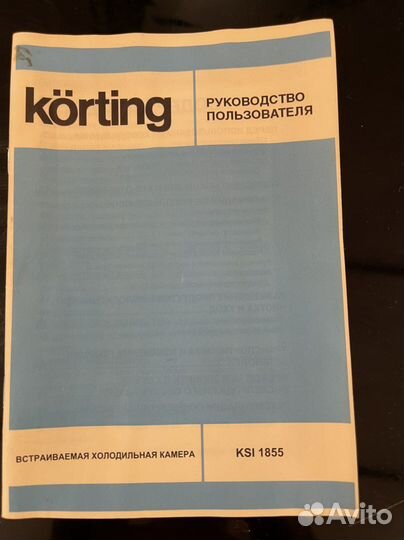 körting
РУКОВОДСТВО
ПОЛЬЗОВАТЕЛЯ
ВСТРАИВАЕМАЯ ХОЛОДИЛЬНАЯ КАМЕРА
KSI 1855
Avito